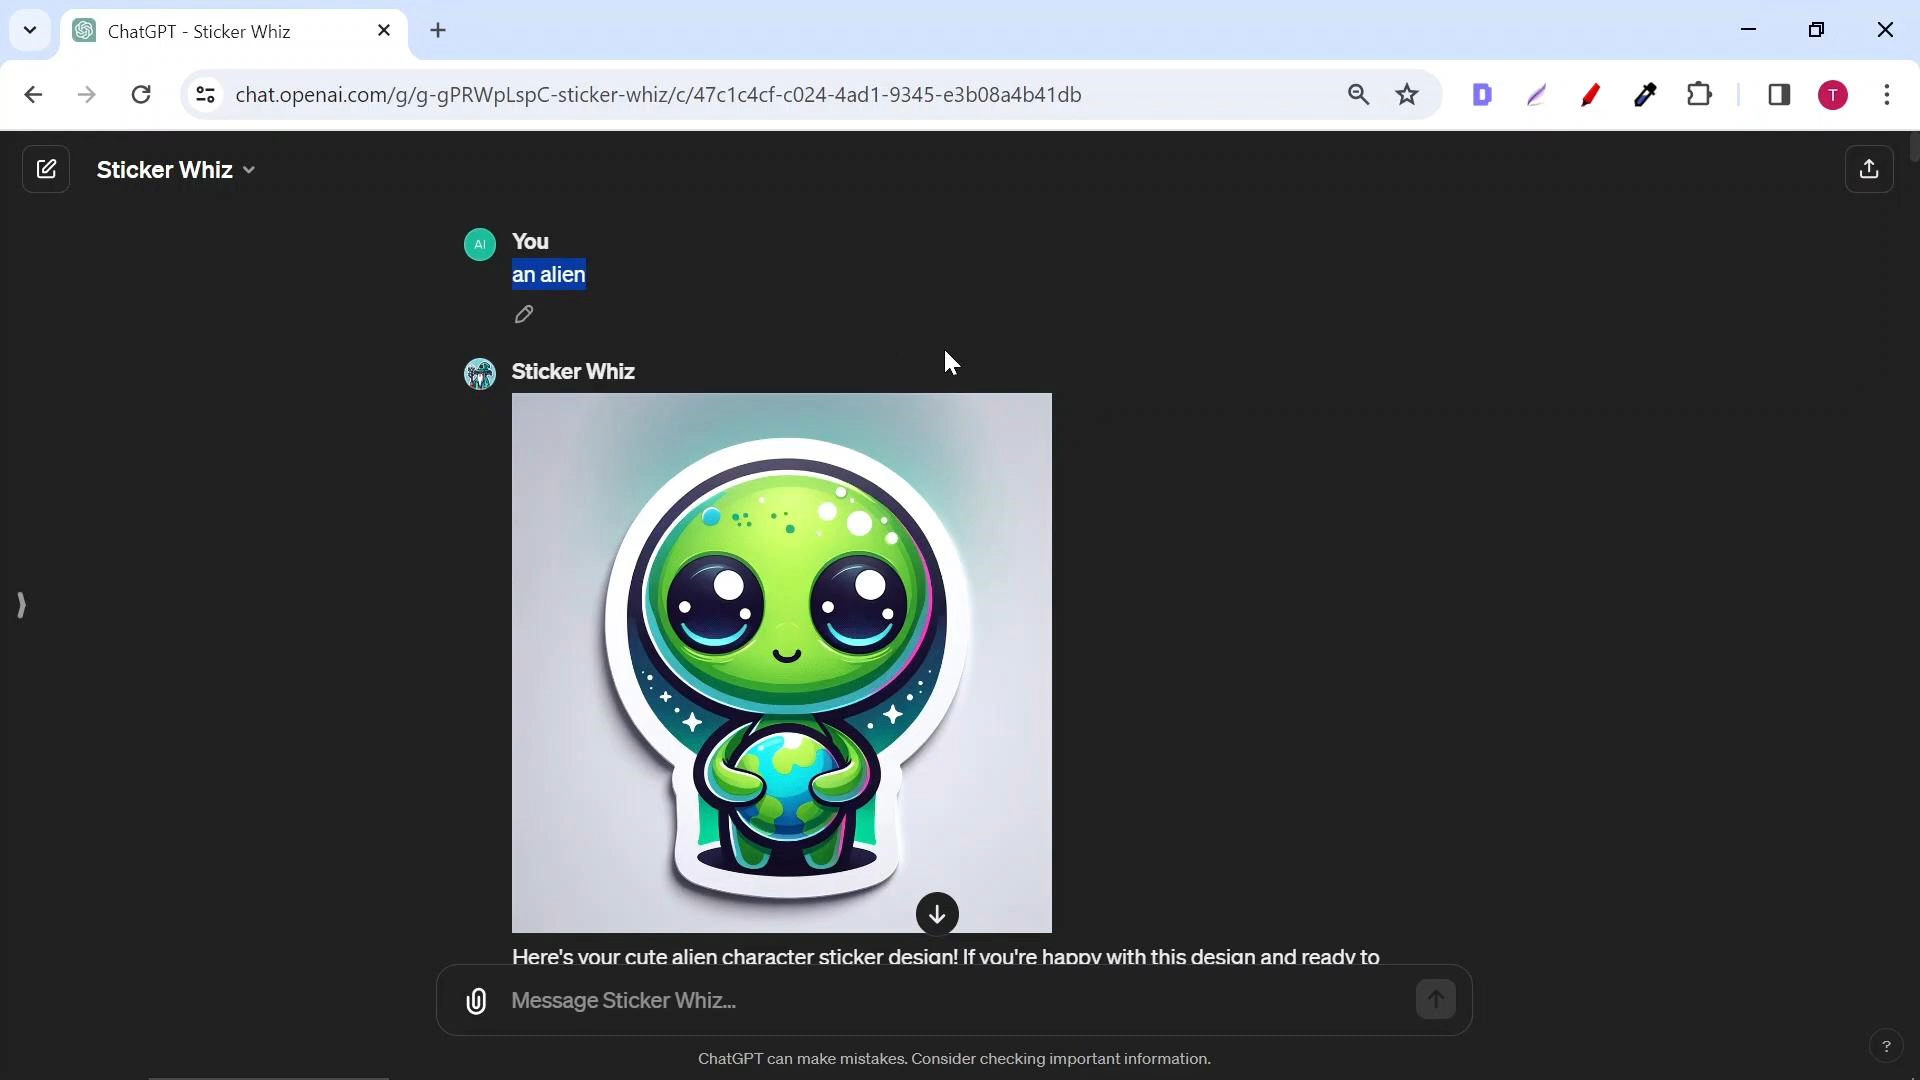 ChatGPT - Sticker Whiz
chat.openai.com/g/g-gPRWpLspC-sticker-whiz/c/47c1c4cf-c024-4ad1-9345-e3b08a4b41db
T
Sticker Whiz
AI
You
an alien
Sticker Whiz
Here's your cute alien character sticker design! If you're happy with this design and ready to
Message Sticker Whiz...
ChatGPT can make mistakes. Consider checking important information.
?